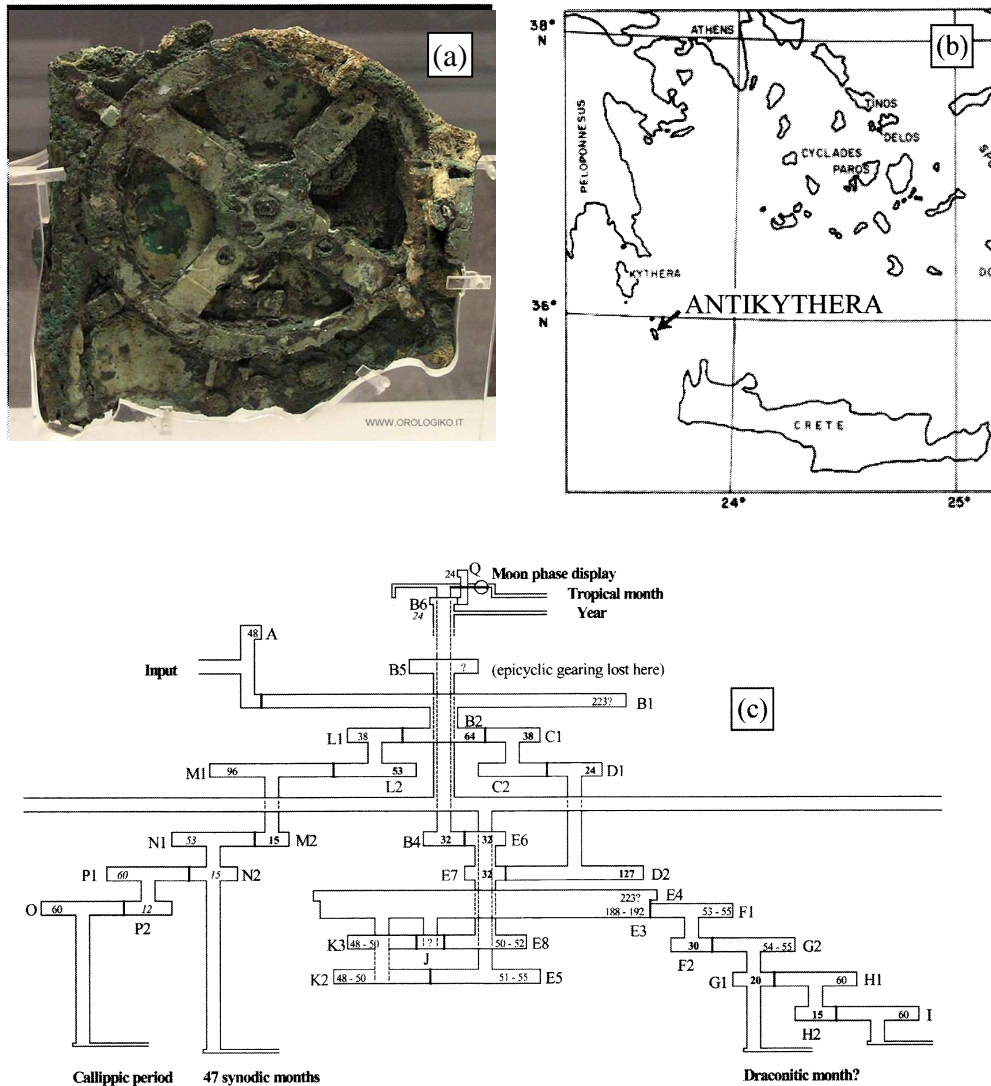 (a)
WWW.OROLOGIKO.IT
(b)
38°
N
ATHENS
TINOS
DELOS
CYCLADES
PAROS
PELOPONNESUS
KYTHERA
36°
N
ANTIKYTHERA
CRETE
24°
25°
24 Q Moon phase display
Tropical month
B6
24
Year
48 A
Input
B5 ? (epicyclic gearing lost here)
223? B1
(c)
B2
L1 38 64 38 C1
M1 96 53 24 D1
L2 C2
N1 53 15 M2 B4 32 32 E6
P1 60 15 N2 E7 32 127 D2
223? E4
O 60 12 188 - 192 53 - 55 F1
P2 E3
K3 48 - 50 ? 50 - 52 E8 30 54 - 55 G2
J F2
K2 48 - 50 51 - 55 E5 G1 20 60 H1
15 60 I
H2
Callippic period 47 synodic months Draconitic month?